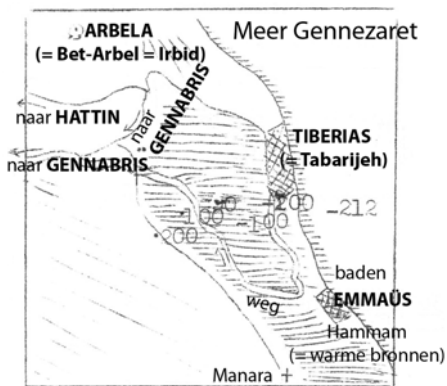 ARBELA
(= Bet-Arbel = Irbid)
Meer Gennezaret
naar HATTIN
naar GENNABRIS
naar GENNABRIS
TIBERIAS
(= Tabarijeh)
-200
-212
-100
-100
200
baden
weg
EMMAÜS
Hammam
(= warme bronnen)
Manara